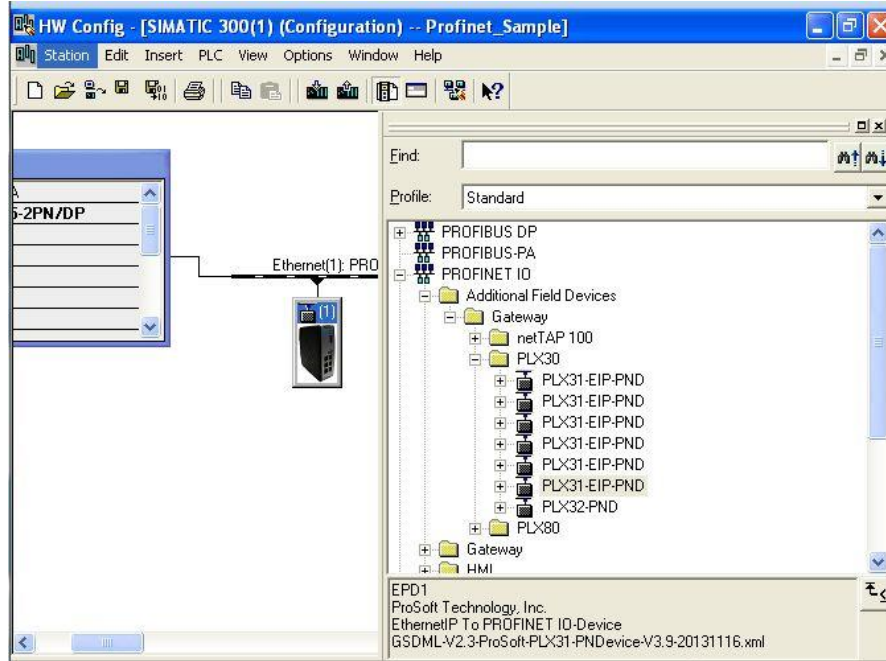 HW Config - [SIMATIC 300(1) (Configuration) -- Profinet_Sample]
Station Edit Insert PLC View Options Window Help
Find:
Profile: Standard
5-2PN/DP
Ethernet(1): PRO
(1)
PROFIBUS DP
PROFIBUS-PA
PROFINET IO
Additional Field Devices
Gateway
netTAP 100
PLX30
PLX31-EIP-PND
PLX31-EIP-PND
PLX31-EIP-PND
PLX31-EIP-PND
PLX31-EIP-PND
PLX31-EIP-PND
PLX32-PND
PLX80
Gateway
HMI
EPD1
ProSoft Technology, Inc.
EthernetIP To PROFINET IO-Device
GSDML-V2.3-ProSoft-PLX31-PNDevice-V3.9-20131116.xml